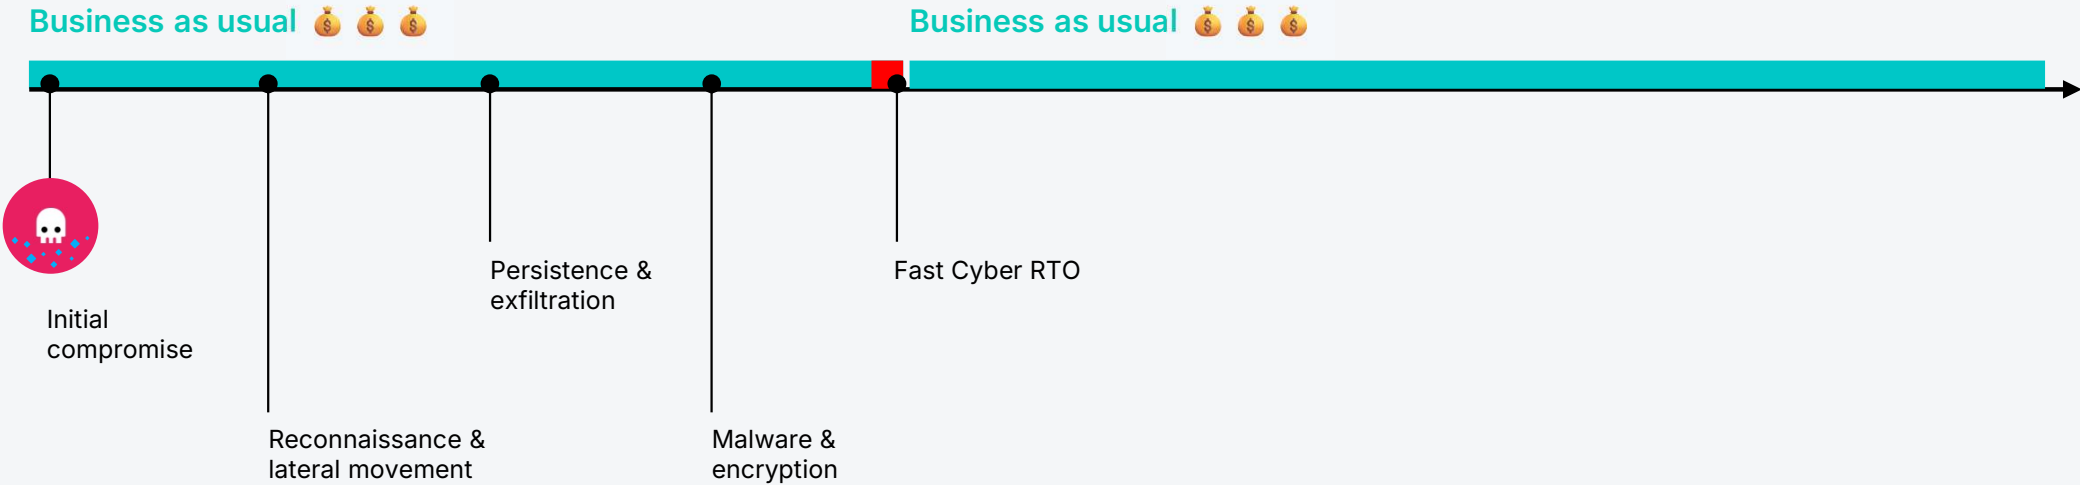 Business as usual 💰 💰 💰
Business as usual 💰 💰 💰
Initial
compromise
Reconnaissance &
lateral movement
Persistence &
exfiltration
Malware &
encryption
Fast Cyber RTO